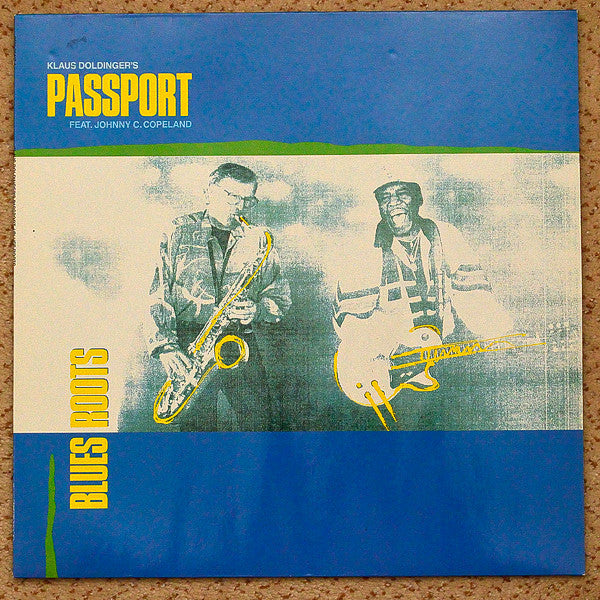 KLAUS DOLDINGER'S
PASSPORT
FEAT. JOHNNY C. COPELAND
BLUES ROOTS